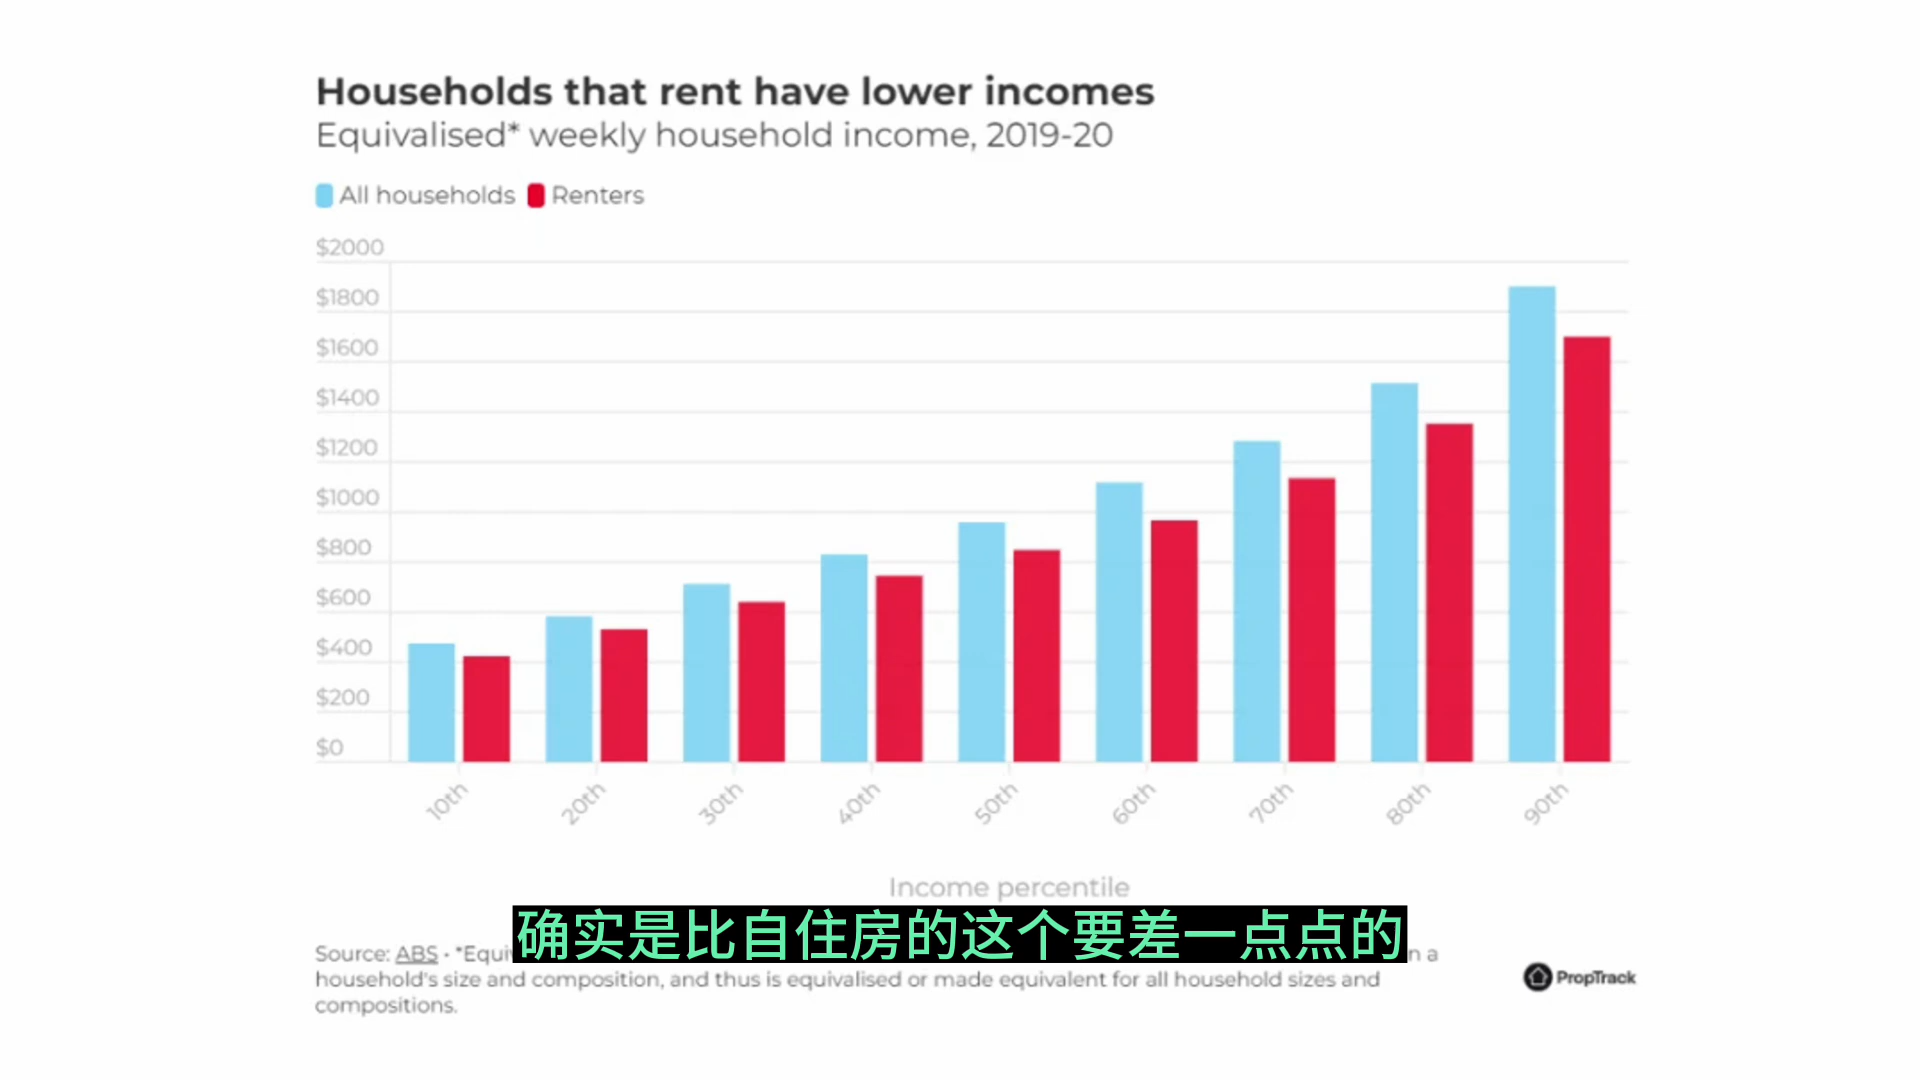 Households that rent have lower incomes
Equivalised* weekly household income, 2019-20
All households Renters
$2000
$1800
$1600
$1400
$1200
$1000
$800
$600
$400
$200
$0
10th 20th 30th 40th 50th 60th 70th 80th 90th
Income percentile
确实是比自住房的这个要差一点点的
Source: ABS • *Equi n a
household's size and composition, and thus is equivalised or made equivalent for all household sizes and
compositions.
PropTrack